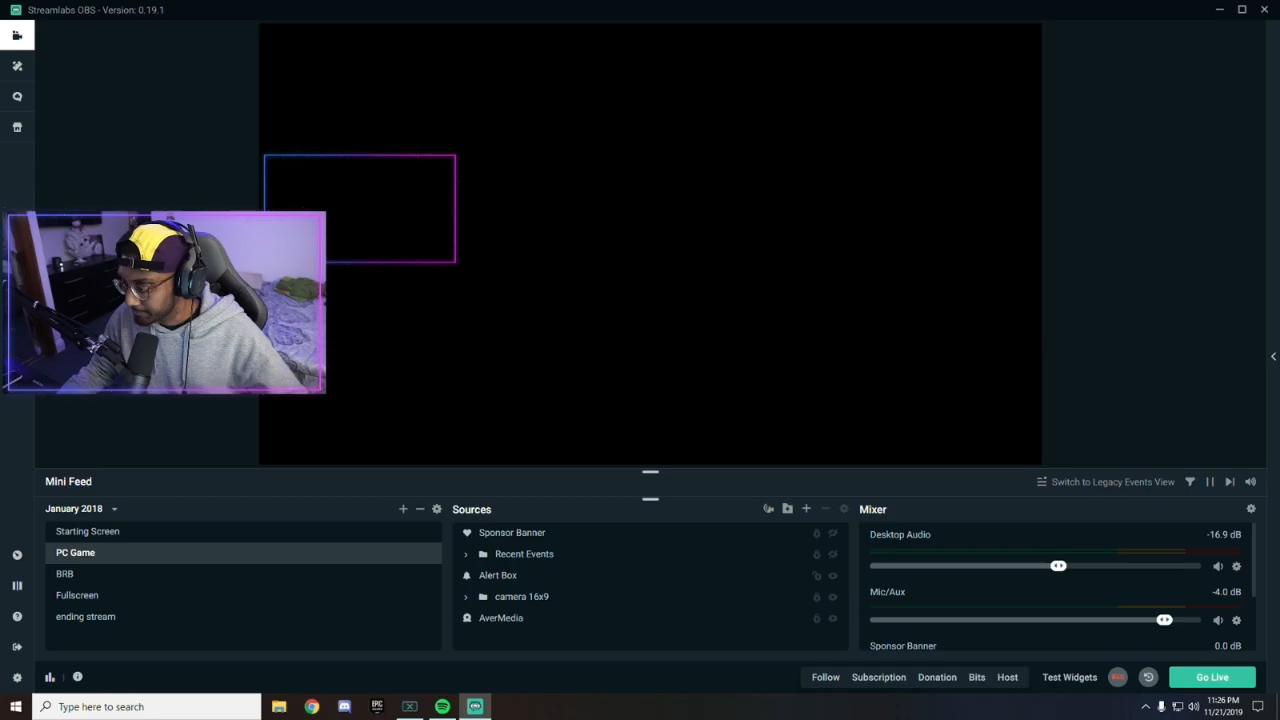 Streamlabs OBS - Version: 0.19.1
Mini Feed
Switch to Legacy Events View
January 2018
Starting Screen
PC Game
BRB
Fullscreen
ending stream
Sources
Sponsor Banner
Recent Events
Alert Box
camera 16x9
AverMedia
Mixer
Desktop Audio -16.9 dB
Mic/Aux -4.0 dB
Sponsor Banner 0.0 dB
Follow Subscription Donation Bits Host Test Widgets REC Go Live
Type here to search
EPIC
11:26 PM
11/21/2019